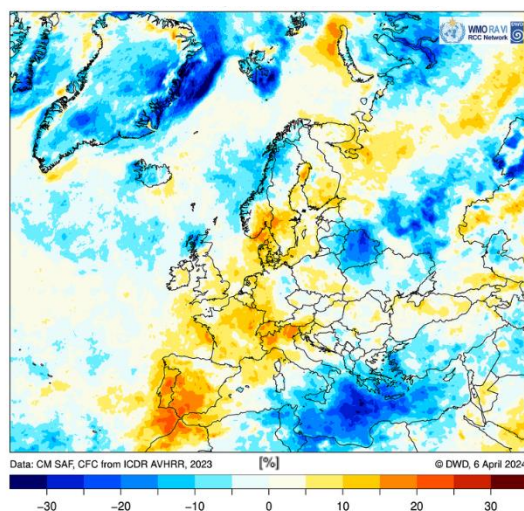 WMO RA VI
RCC Network
Data: CM SAF, CFC from ICDR AVHRR, 2023
[%]
© DWD, 6 April 2024
−30 −20 −10 0 10 20 30